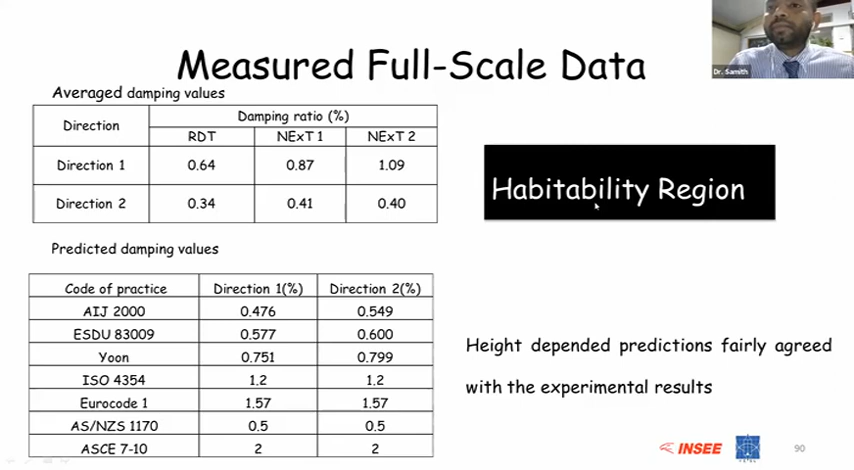 Dr. Samith
Measured Full-Scale Data
Averaged damping values
Direction Damping ratio (%)
RDT NExT 1 NExT 2
Direction 1 0.64 0.87 1.09
Direction 2 0.34 0.41 0.40
Habitability Region
Predicted damping values
Code of practice Direction 1(%) Direction 2(%)
AIJ 2000 0.476 0.549
ESDU 83009 0.577 0.600
Yoon 0.751 0.799
ISO 4354 1.2 1.2
Eurocode 1 1.57 1.57
AS/NZS 1170 0.5 0.5
ASCE 7-10 2 2
Height depended predictions fairly agreed
with the experimental results
INSEE
90